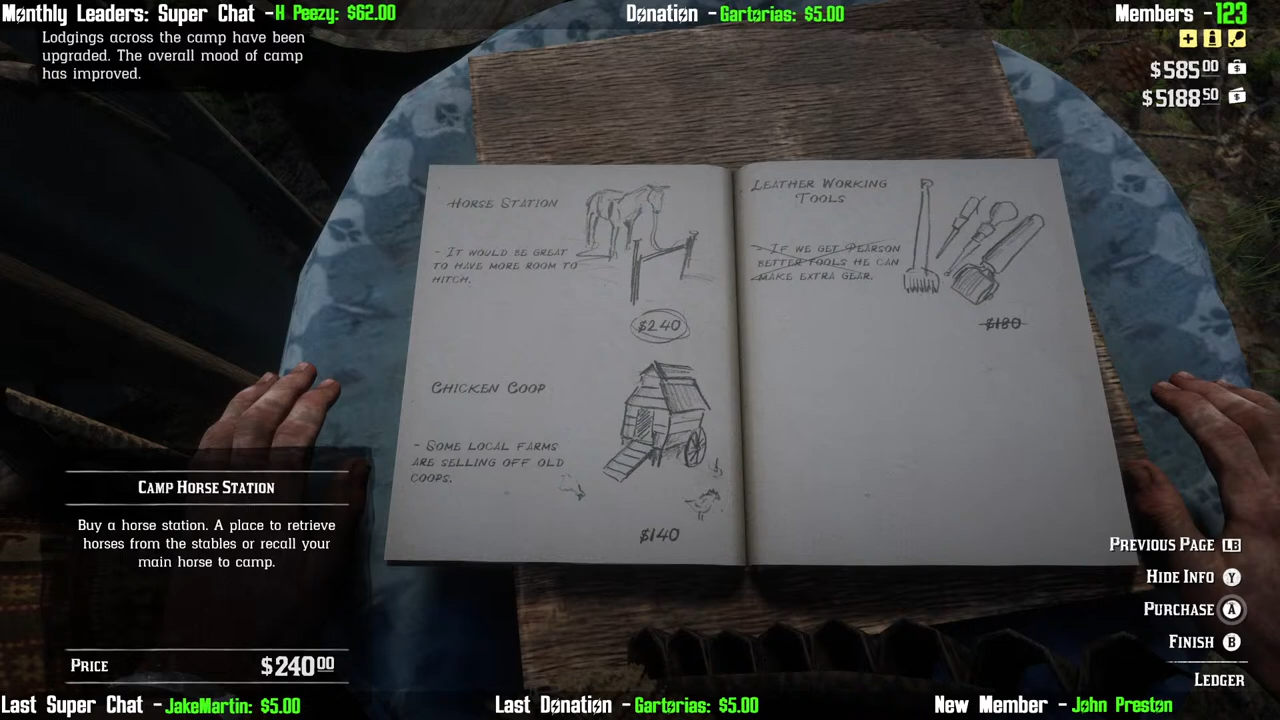 Monthly Leaders: Super Chat - H Peezy: $62.00
Donation - Gartorias: $5.00
Members - 123
Lodgings across the camp have been
upgraded. The overall mood of camp
has improved.
$585 00
$5188 50
Horse Station
- It would be great
to have more room to
hitch.
$240
Chicken Coop
- Some local farms
are selling off old
coops.
$140
Leather Working
Tools
- If we get Pearson
better tools he can
make extra gear.
$180
Camp Horse Station
Buy a horse station. A place to retrieve
horses from the stables or recall your
main horse to camp.
Price $240 00
Previous Page LB
Hide Info Y
Purchase A
Finish B
Ledger
Last Super Chat - JakeMartin: $5.00
Last Donation - Gartorias: $5.00
New Member - John Preston